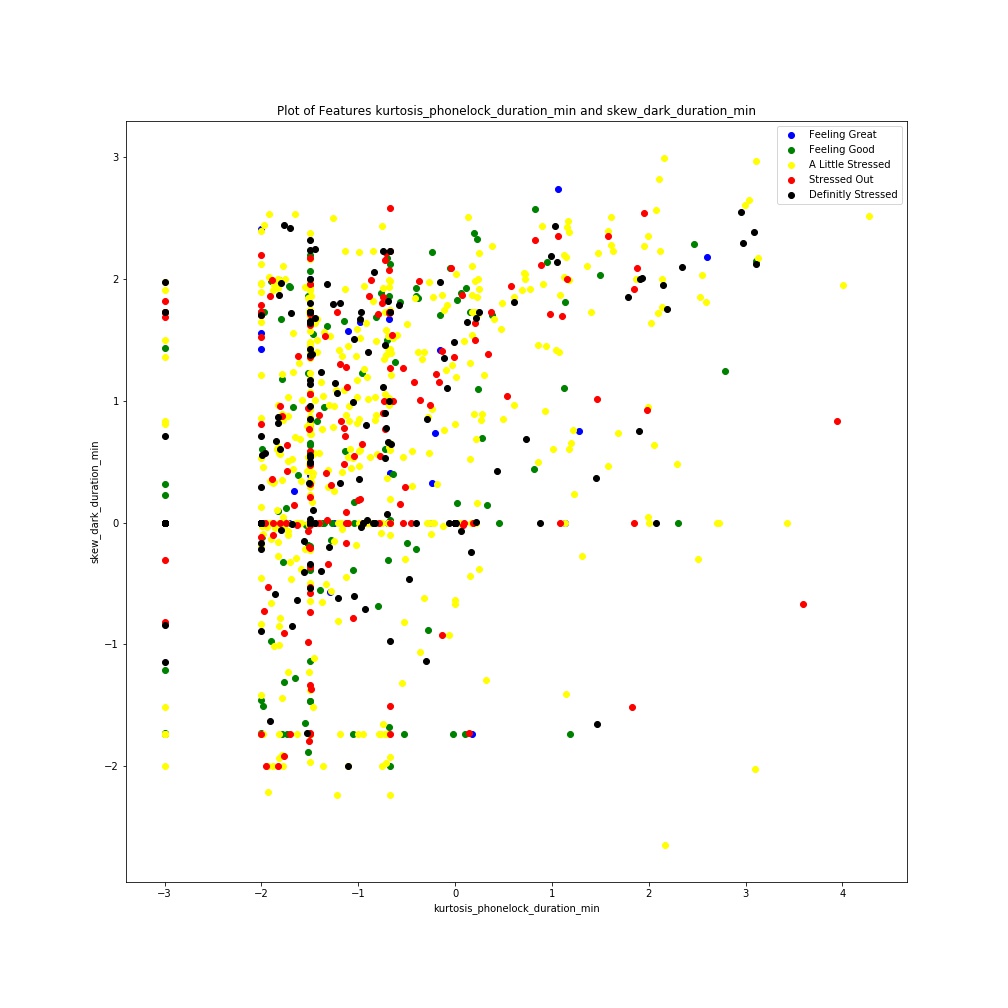 Plot of Features kurtosis_phonelock_duration_min and skew_dark_duration_min
Feeling Great
Feeling Good
A Little Stressed
Stressed Out
Definitly Stressed
3
2
1
0
−1
−2
skew_dark_duration_min
−3 −2 −1 0 1 2 3 4
kurtosis_phonelock_duration_min